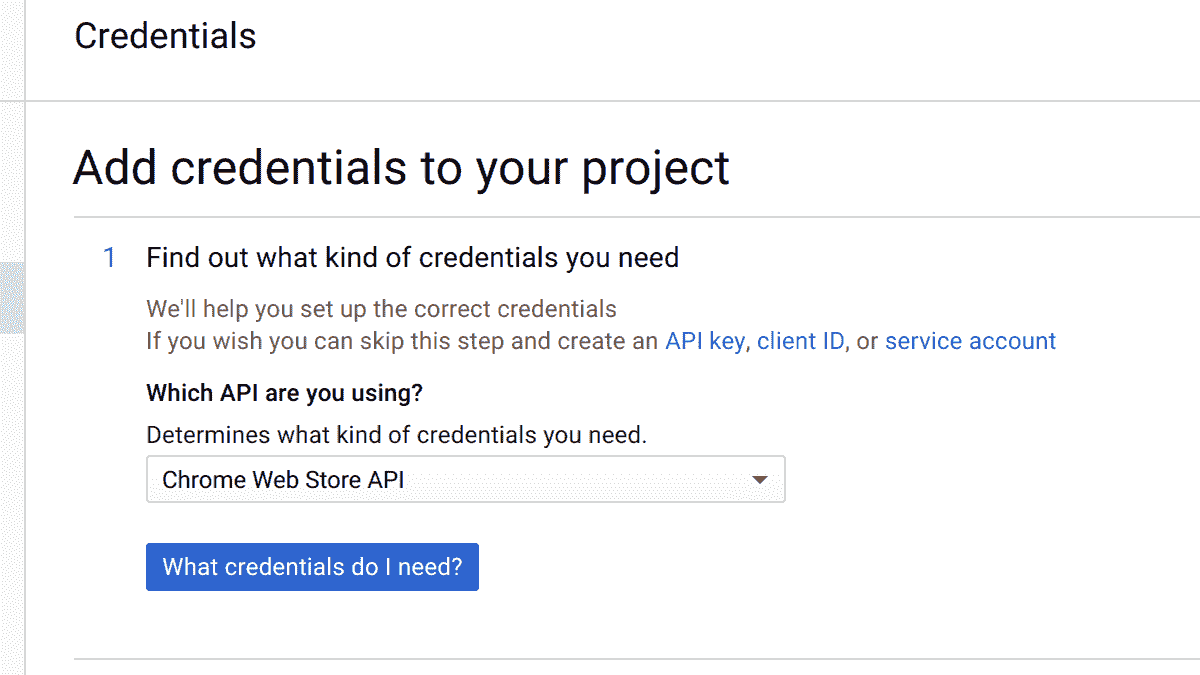 Credentials
Add credentials to your project
1 Find out what kind of credentials you need
We'll help you set up the correct credentials
If you wish you can skip this step and create an API key, client ID, or service account
Which API are you using?
Determines what kind of credentials you need.
Chrome Web Store API
What credentials do I need?